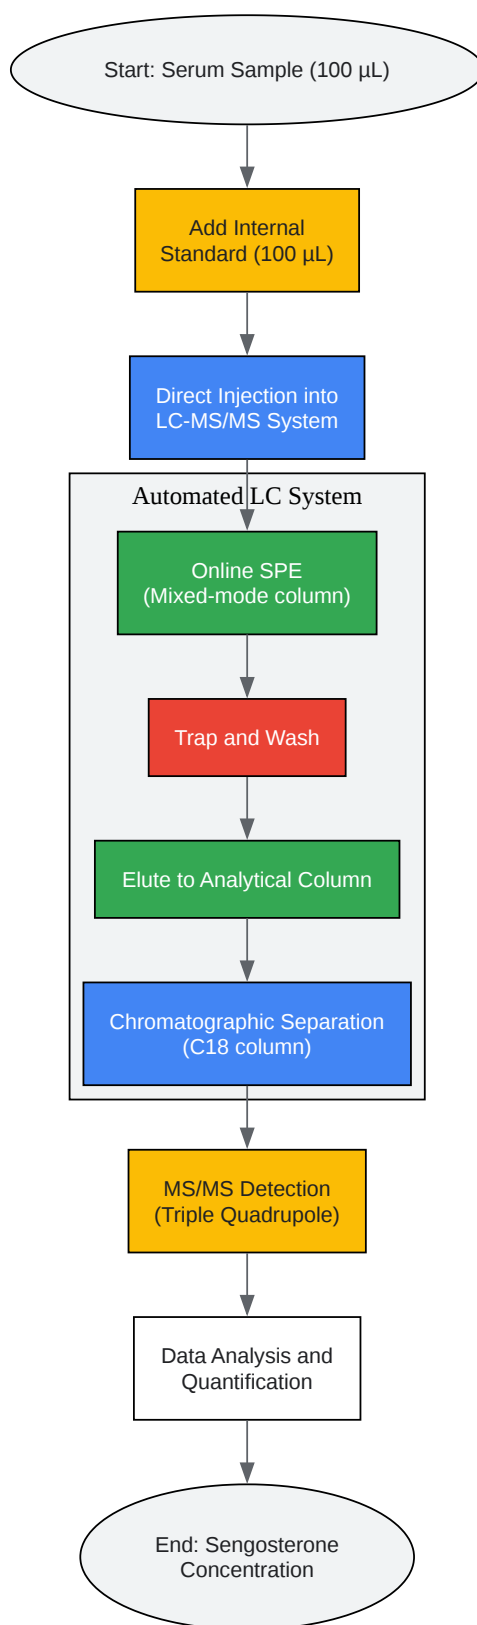 Start: Serum Sample (100 µL)
Add Internal
Standard (100 µL)
Direct Injection into
LC-MS/MS System
Automated LC System
Online SPE
(Mixed-mode column)
Trap and Wash
Elute to Analytical Column
Chromatographic Separation
(C18 column)
MS/MS Detection
(Triple Quadrupole)
Data Analysis and
Quantification
End: Sengosterone
Concentration